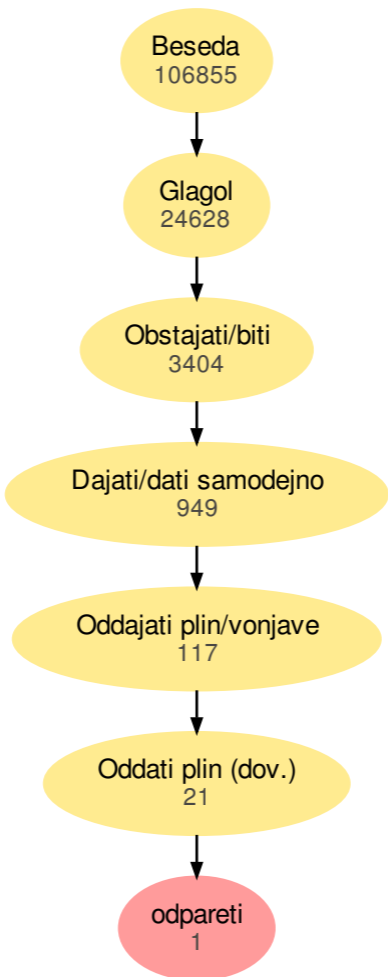 Beseda
106855
Glagol
24628
Obstajati/biti
3404
Dajati/dati samodejno
949
Oddajati plin/vonjave
117
Oddati plin (dov.)
21
odpareti
1